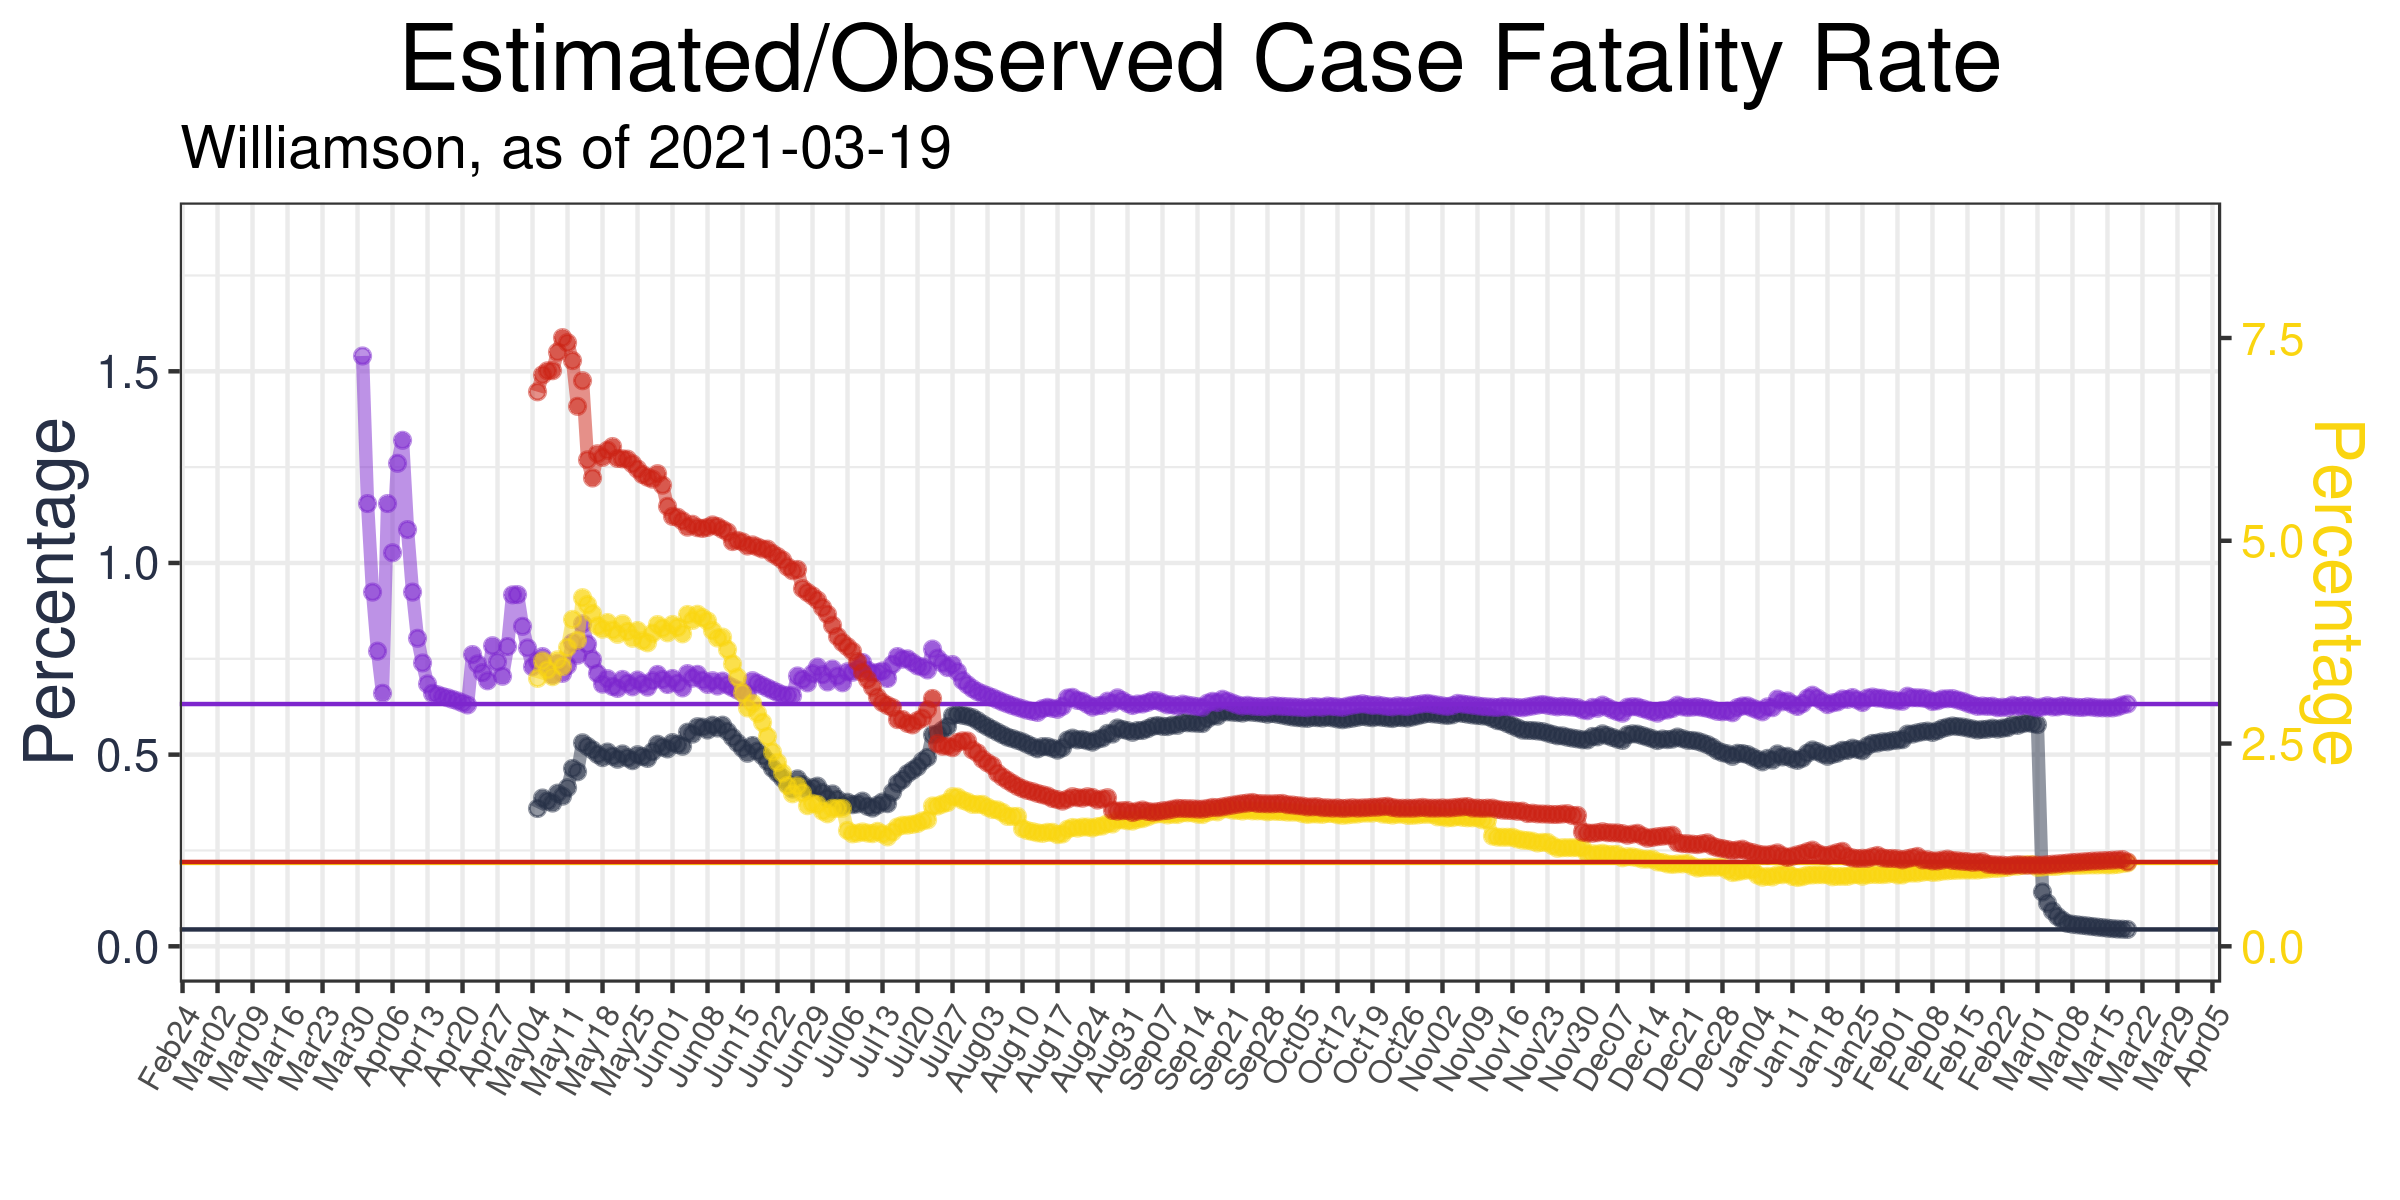 Estimated/Observed Case Fatality Rate
Williamson, as of 2021-03-19
Percentage
1.5
1.0
0.5
0.0
7.5
5.0
2.5
0.0
Percentage
Feb24
Mar02
Mar09
Mar16
Mar23
Mar30
Apr06
Apr13
Apr20
Apr27
May04
May11
May18
May25
Jun01
Jun08
Jun15
Jun22
Jun29
Jul06
Jul13
Jul20
Jul27
Aug03
Aug10
Aug17
Aug24
Aug31
Sep07
Sep14
Sep21
Sep28
Oct05
Oct12
Oct19
Oct26
Nov02
Nov09
Nov16
Nov23
Nov30
Dec07
Dec14
Dec21
Dec28
Jan04
Jan11
Jan18
Jan25
Feb01
Feb08
Feb15
Feb22
Mar01
Mar08
Mar15
Mar22
Mar29
Apr05